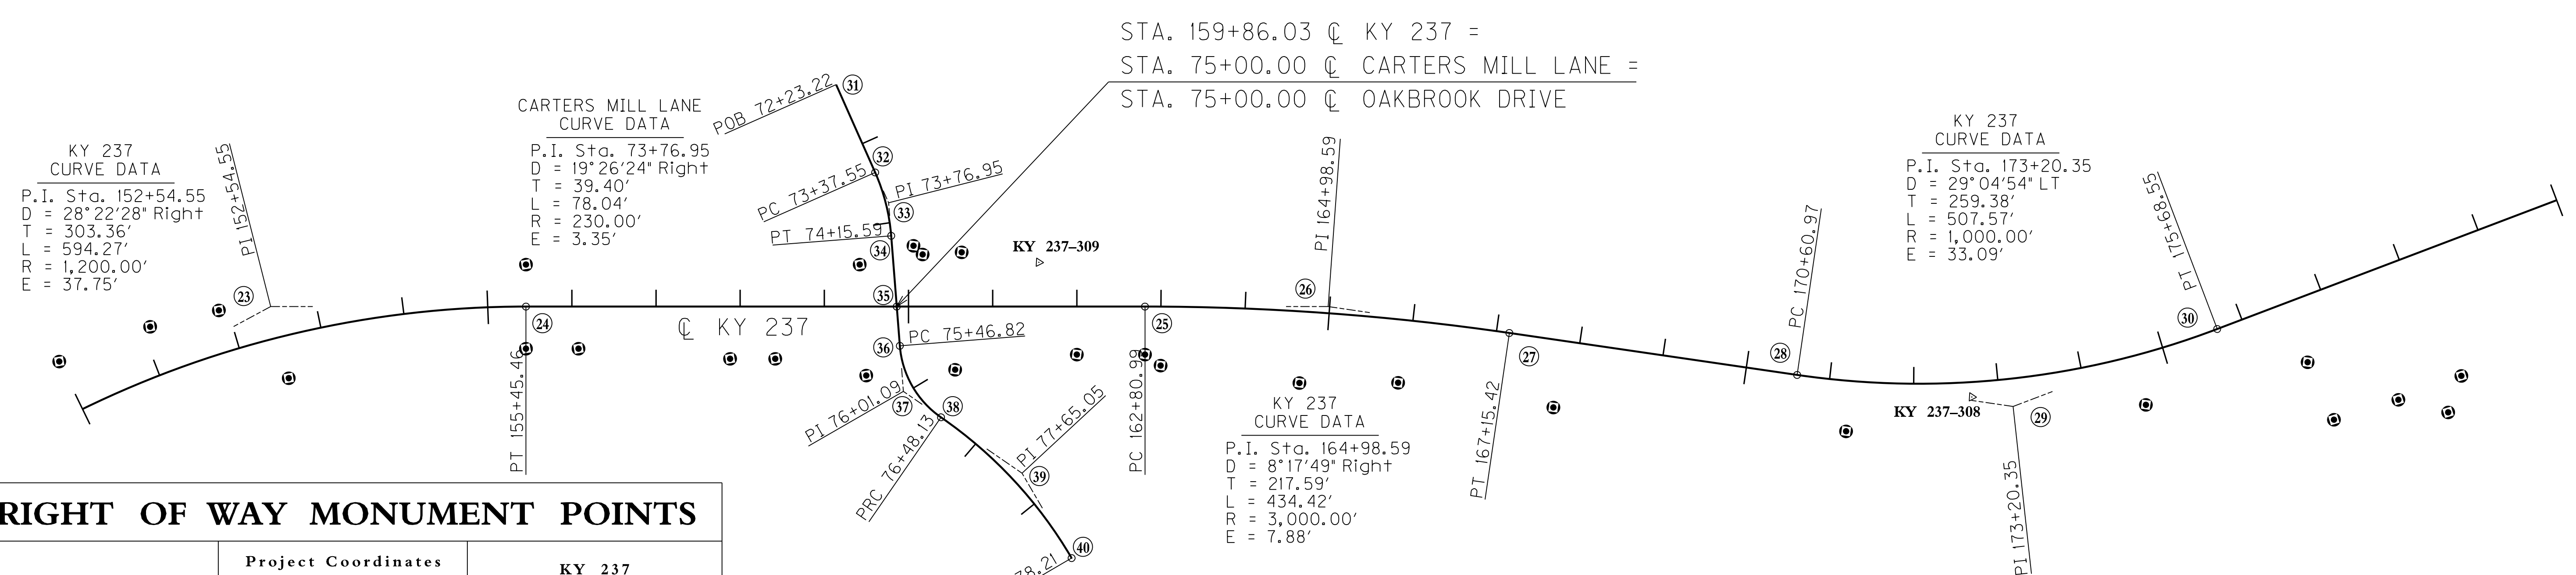 STA. 159+86.03 ℄ KY 237 =
STA. 75+00.00 ℄ CARTERS MILL LANE =
STA. 75+00.00 ℄ OAKBROOK DRIVE
KY 237
CURVE DATA
P.I. Sta. 152+54.55
D = 28°22'28" Right
T = 303.36'
L = 594.27'
R = 1,200.00'
E = 37.75'
PI 152+54.55
CARTERS MILL LANE
CURVE DATA
P.I. Sta. 73+76.95
D = 19°26'24" Right
T = 39.40'
L = 78.04'
R = 230.00'
E = 3.35'
POB 72+23.22
31
32
PC 73+37.55
PI 73+76.95
33
PT 74+15.59
34
KY 237–309
PI 164+98.59
KY 237
CURVE DATA
P.I. Sta. 173+20.35
D = 29°04'54" LT
T = 259.38'
L = 507.57'
R = 1,000.00'
E = 33.09'
PC 170+60.97
PT 175+68.55
23
24
35
25
26
27
28
29
30
℄ KY 237
PC 75+46.82
36
PT 155+45.46
PI 76+01.09
37
38
PRC 76+48.13
PI 77+65.05
39
40
78.21
PC 162+80.99
KY 237
CURVE DATA
P.I. Sta. 164+98.59
D = 8°17'49" Right
T = 217.59'
L = 434.42'
R = 3,000.00'
E = 7.88'
PT 167+15.42
KY 237–308
PI 173+20.35
RIGHT OF WAY MONUMENT POINTS
Project Coordinates
KY 237